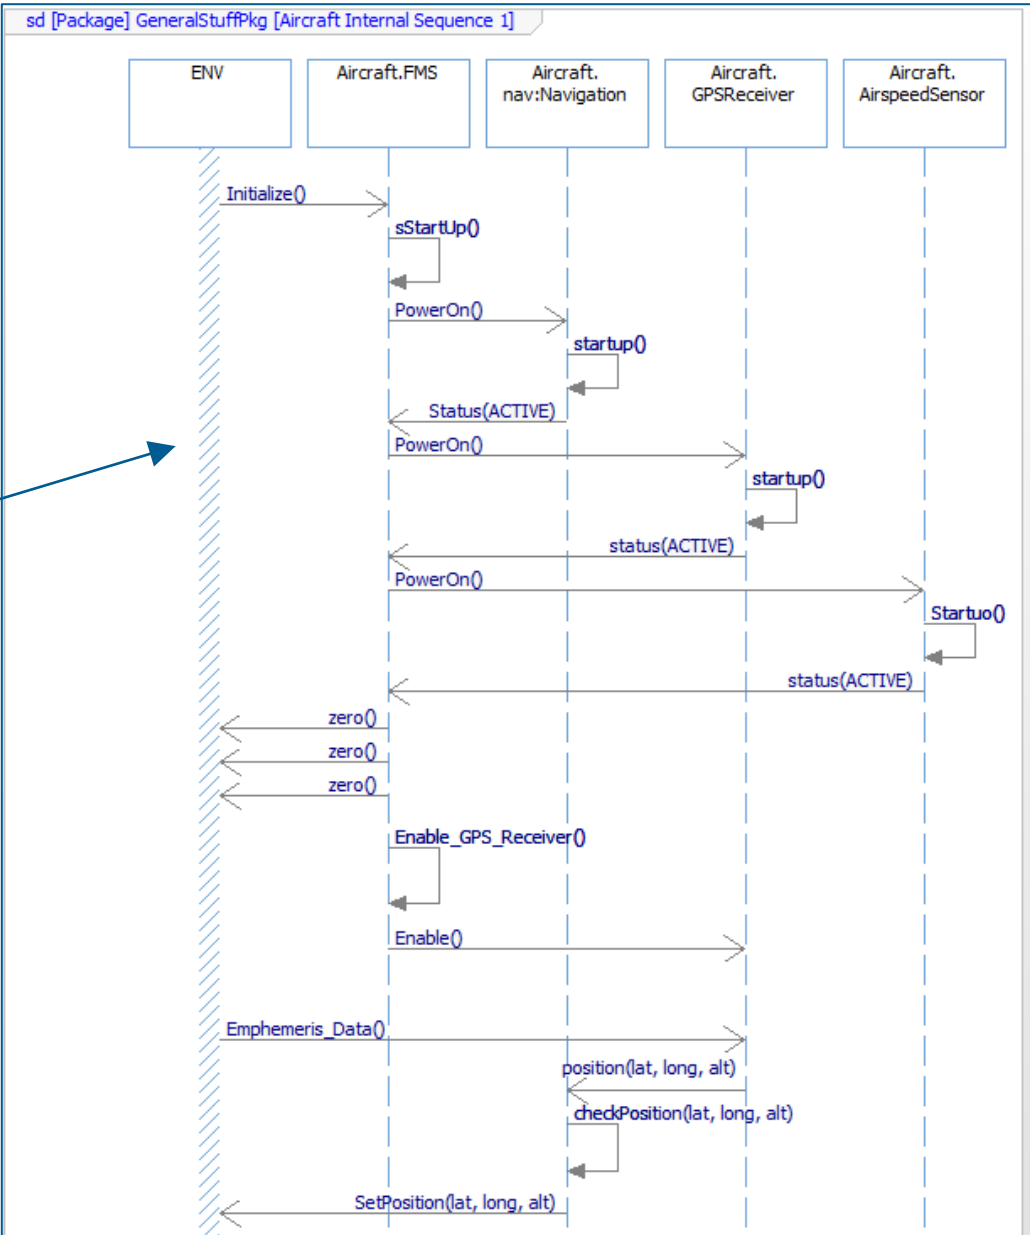 sd [Package] GeneralStuffPkg [Aircraft Internal Sequence 1]
ENV
Aircraft.FMS
Aircraft.
nav:Navigation
Aircraft.
GPSReceiver
Aircraft.
AirspeedSensor
Initialize()
sStartUp()
PowerOn()
startup()
Status(ACTIVE)
PowerOn()
startup()
status(ACTIVE)
PowerOn()
Startuo()
status(ACTIVE)
zero()
zero()
zero()
Enable_GPS_Receiver()
Enable()
Emphemeris_Data()
position(lat, long, alt)
checkPosition(lat, long, alt)
SetPosition(lat, long, alt)